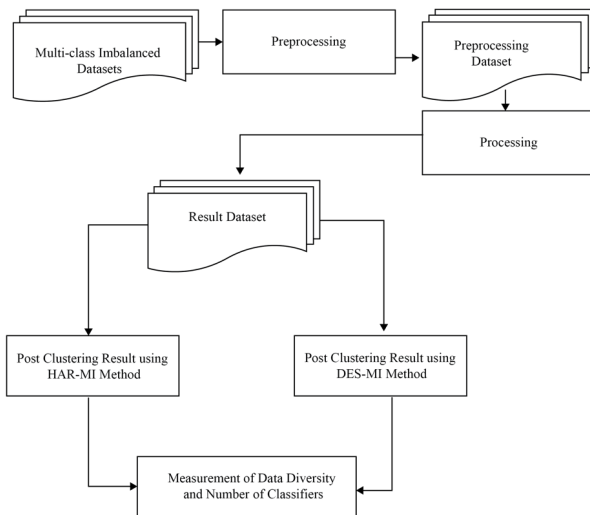 Multi-class Imbalanced
Datasets
Preprocessing
Preprocessing
Dataset
Processing
Result Dataset
Post Clustering Result using
HAR-MI Method
Post Clustering Result using
DES-MI Method
Measurement of Data Diversity
and Number of Classifiers